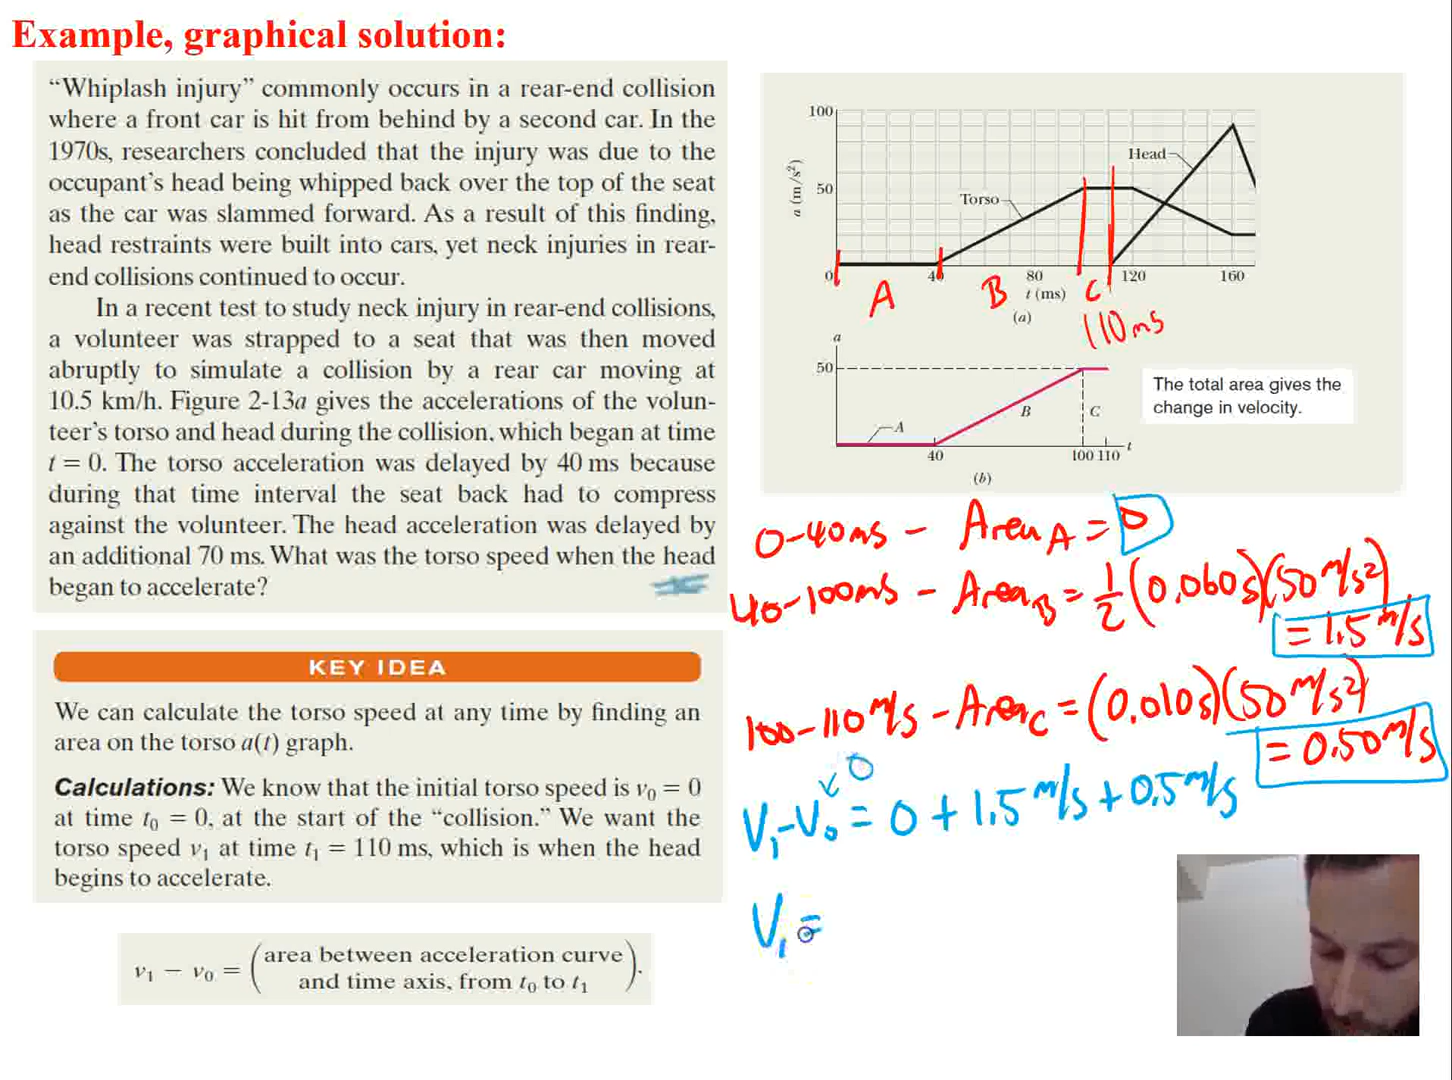 Example, graphical solution:
“Whiplash injury” commonly occurs in a rear-end collision
where a front car is hit from behind by a second car. In the
1970s, researchers concluded that the injury was due to the
occupant’s head being whipped back over the top of the seat
as the car was slammed forward. As a result of this finding,
head restraints were built into cars, yet neck injuries in rear-
end collisions continued to occur.
In a recent test to study neck injury in rear-end collisions,
a volunteer was strapped to a seat that was then moved
abruptly to simulate a collision by a rear car moving at
10.5 km/h. Figure 2-13a gives the accelerations of the volun-
teer’s torso and head during the collision, which began at time
t = 0. The torso acceleration was delayed by 40 ms because
during that time interval the seat back had to compress
against the volunteer. The head acceleration was delayed by
an additional 70 ms. What was the torso speed when the head
began to accelerate?
KEY IDEA
We can calculate the torso speed at any time by finding an
area on the torso a(t) graph.
Calculations: We know that the initial torso speed is v₀ = 0
at time t₀ = 0, at the start of the “collision.” We want the
torso speed v₁ at time t₁ = 110 ms, which is when the head
begins to accelerate.
v₁ − v₀ = (area between acceleration curve
and time axis, from t₀ to t₁).
100
a (m/s²)
50
Head
Torso
0 40 80 120 160
t (ms)
(a)
A B C
110 ms
a
50
A B C
40 100 110 t
(b)
The total area gives the
change in velocity.
0-40ms - Area A = 0
40-100ms - Area B = 1/2 (0.060s)(50 m/s²)
= 1.5 m/s
100-110 m/s - Area C = (0.010s)(50 m/s²)
= 0.50 m/s
0
V₁-V₀ = 0 + 1.5 m/s + 0.5 m/s
V₁ =